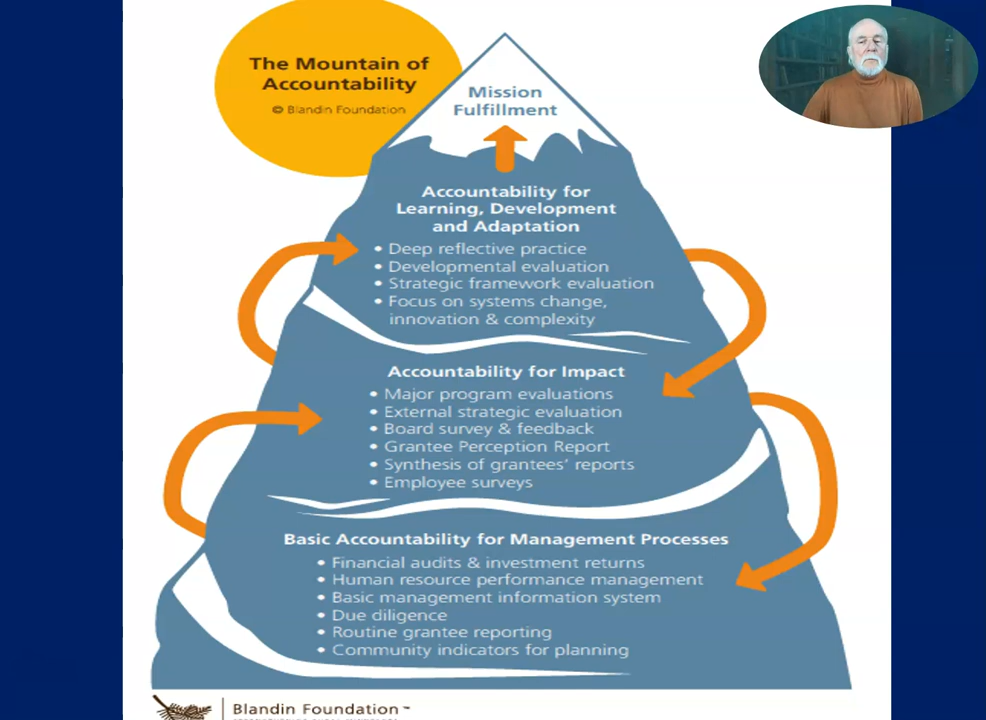 The Mountain of
Accountability
© Blandin Foundation
Mission
Fulfillment
Accountability for
Learning, Development
and Adaptation
• Deep reflective practice
• Developmental evaluation
• Strategic framework evaluation
• Focus on systems change,
innovation & complexity
Accountability for Impact
• Major program evaluations
• External strategic evaluation
• Board survey & feedback
• Grantee Perception Report
• Synthesis of grantees’ reports
• Employee surveys
Basic Accountability for Management Processes
• Financial audits & investment returns
• Human resource performance management
• Basic management information system
• Due diligence
• Routine grantee reporting
• Community indicators for planning
Blandin Foundation™